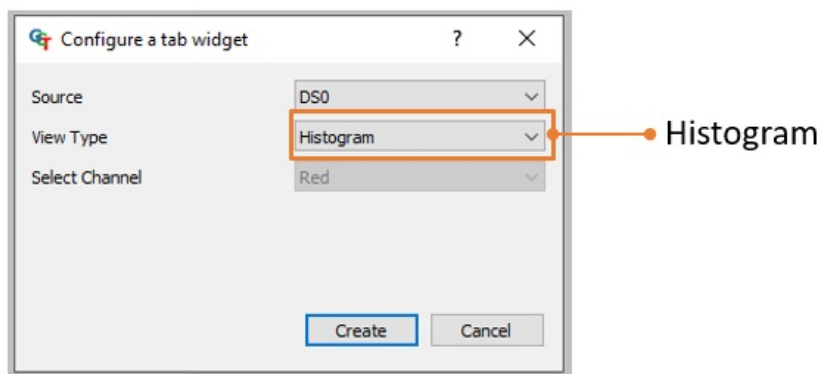 Configure a tab widget ? ×
Source DS0
View Type Histogram
Histogram
Select Channel Red
Create Cancel